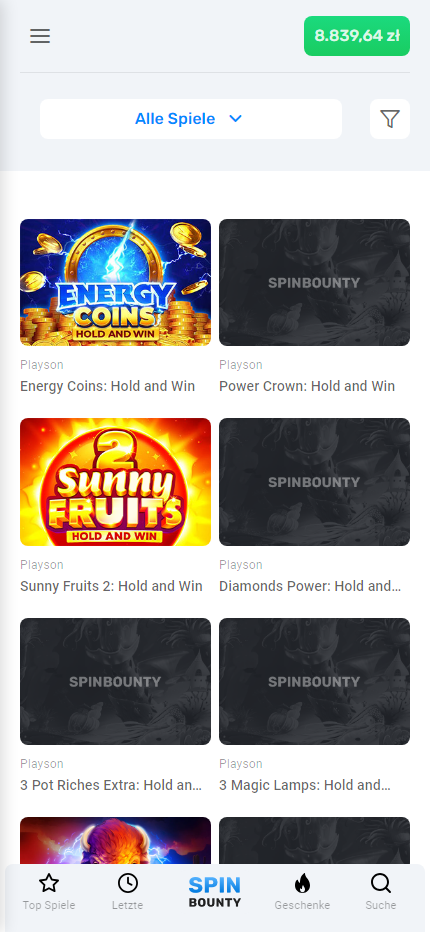 8.839,64 zł
Alle Spiele
ENERGY
COINS
HOLD AND WIN
SPINBOUNTY
Playson
Playson
Energy Coins: Hold and Win
Power Crown: Hold and Win
2
Sunny
FRUITS
HOLD AND WIN
SPINBOUNTY
Playson
Playson
Sunny Fruits 2: Hold and Win
Diamonds Power: Hold and...
SPINBOUNTY
SPINBOUNTY
Playson
Playson
3 Pot Riches Extra: Hold an...
3 Magic Lamps: Hold and...
SPIN
BOUNTY
Top Spiele
Letzte
Geschenke
Suche